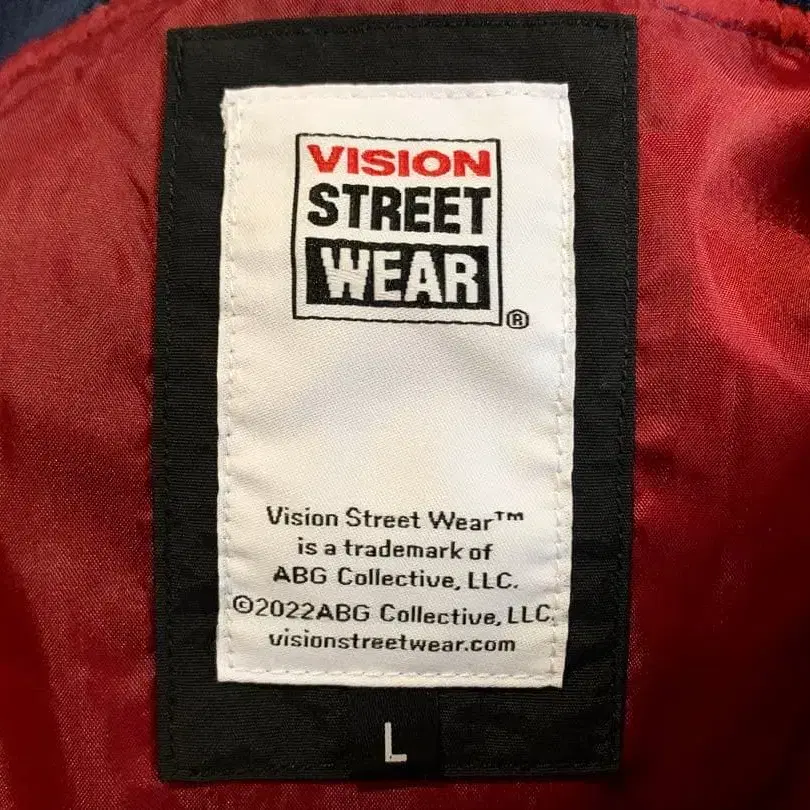 VISION
STREET
WEAR
®
Vision Street Wear™
is a trademark of
ABG Collective, LLC.
©2022ABG Collective, LLC.
visionstreetwear.com
L